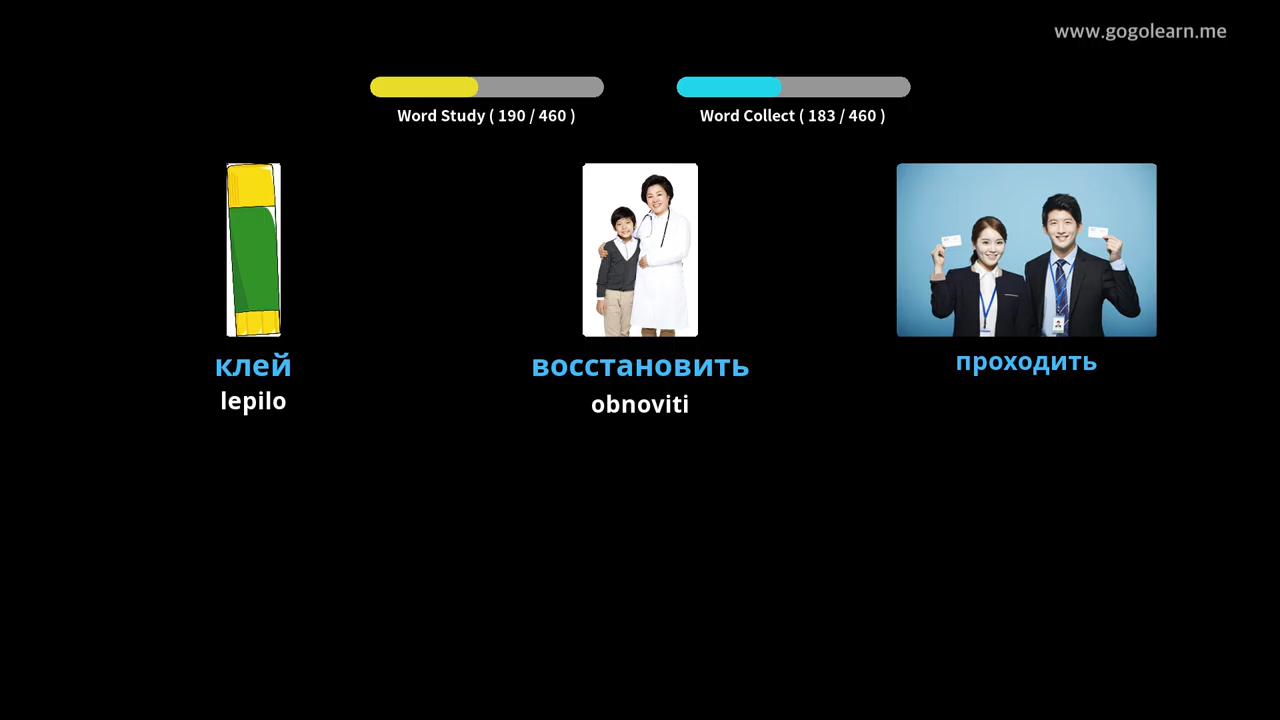 www.gogolearn.me
Word Study ( 190 / 460 )
Word Collect ( 183 / 460 )
клей
lepilo
восстановить
obnoviti
проходить